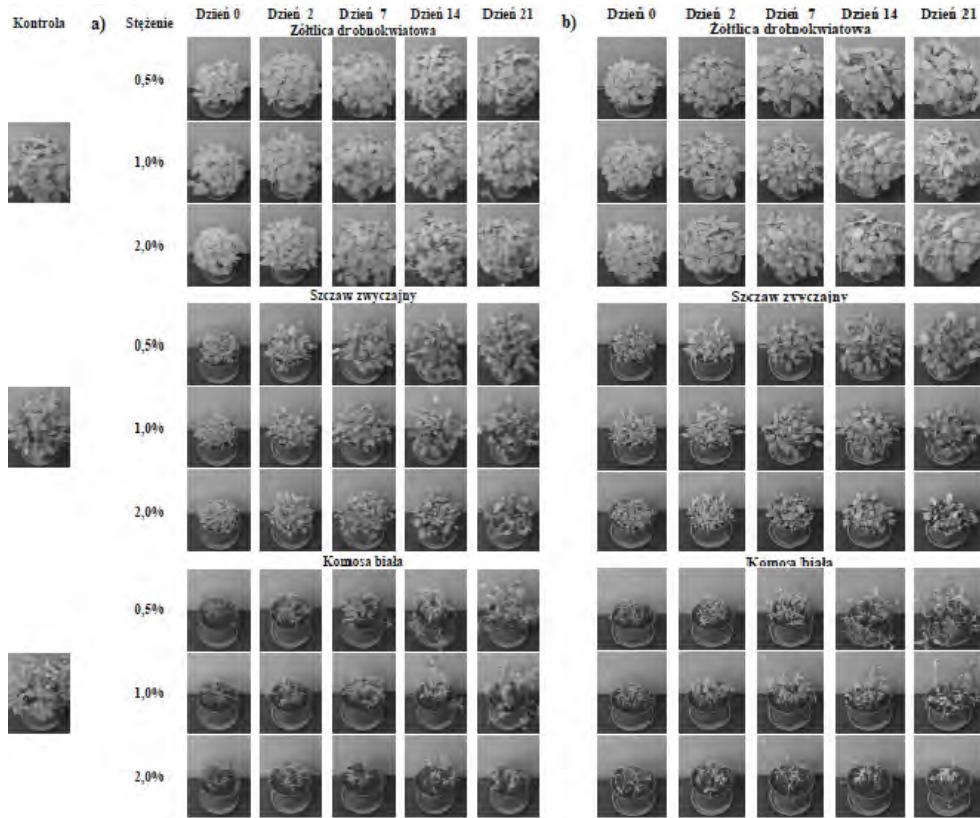 Kontrola a) Stężenie Dzień 0 Dzień 2 Dzień 7 Dzień 14 Dzień 21 b) Dzień 0 Dzień 2 Dzień 7 Dzień 14 Dzień 21
Żółtlica drobnokwiatowa Żółtlica drobnokwiatowa
0,5%
1,0%
2,0%
Szczaw zwyczajny Szczaw zwyczajny
0,5%
1,0%
2,0%
Komosa biała Komosa biała
0,5%
1,0%
2,0%